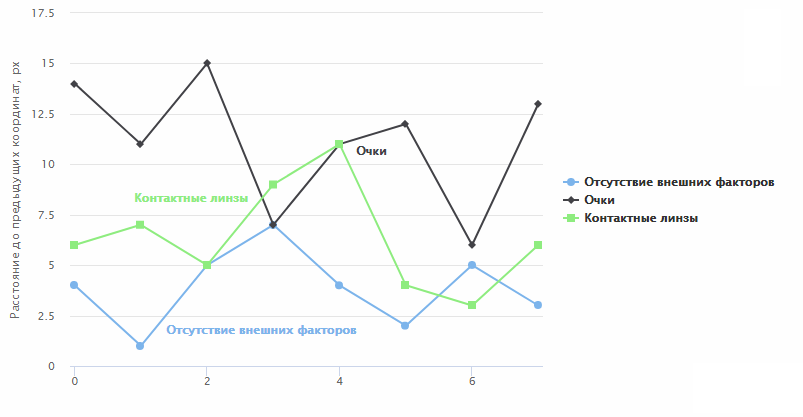 17.5
15
12.5
10
7.5
5
2.5
0
Расстояние до предыдущих координат, px
0
2
4
6
Контактные линзы
Очки
Отсутствие внешних факторов
Отсутствие внешних факторов
Очки
Контактные линзы